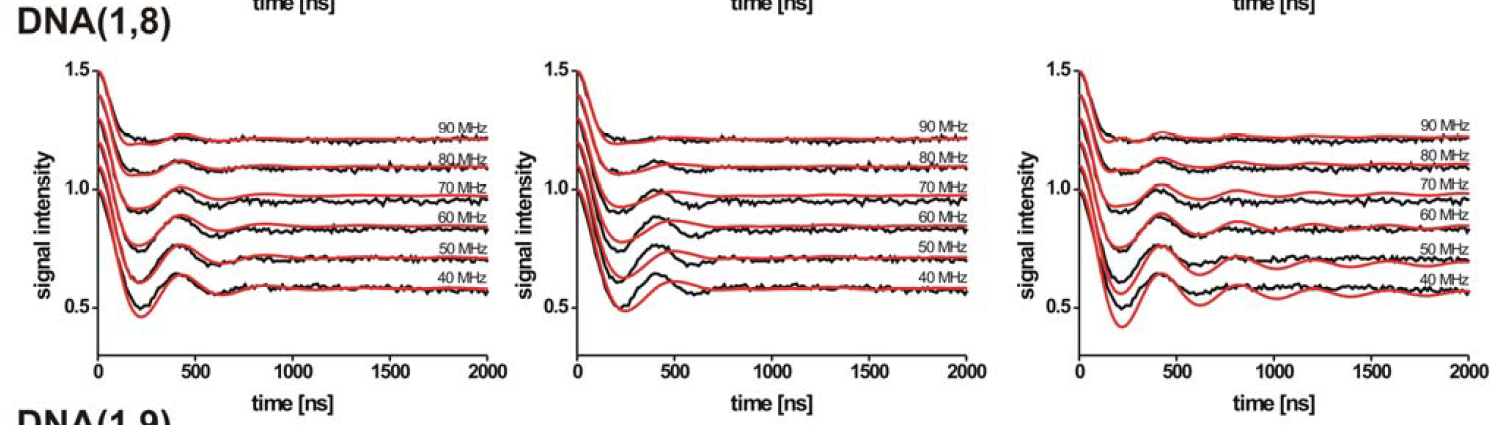 time [ns] time [ns] time [ns]
DNA(1,8)
1.5 1.5 1.5
90 MHz 90 MHz 90 MHz
80 MHz 80 MHz 80 MHz
1.0 1.0 1.0
70 MHz 70 MHz 70 MHz
60 MHz 60 MHz 60 MHz
50 MHz 50 MHz 50 MHz
40 MHz 40 MHz 40 MHz
0.5 0.5 0.5
signal intensity signal intensity signal intensity
0 500 1000 1500 2000 0 500 1000 1500 2000 0 500 1000 1500 2000
time [ns] time [ns] time [ns]
DNA(1,9)